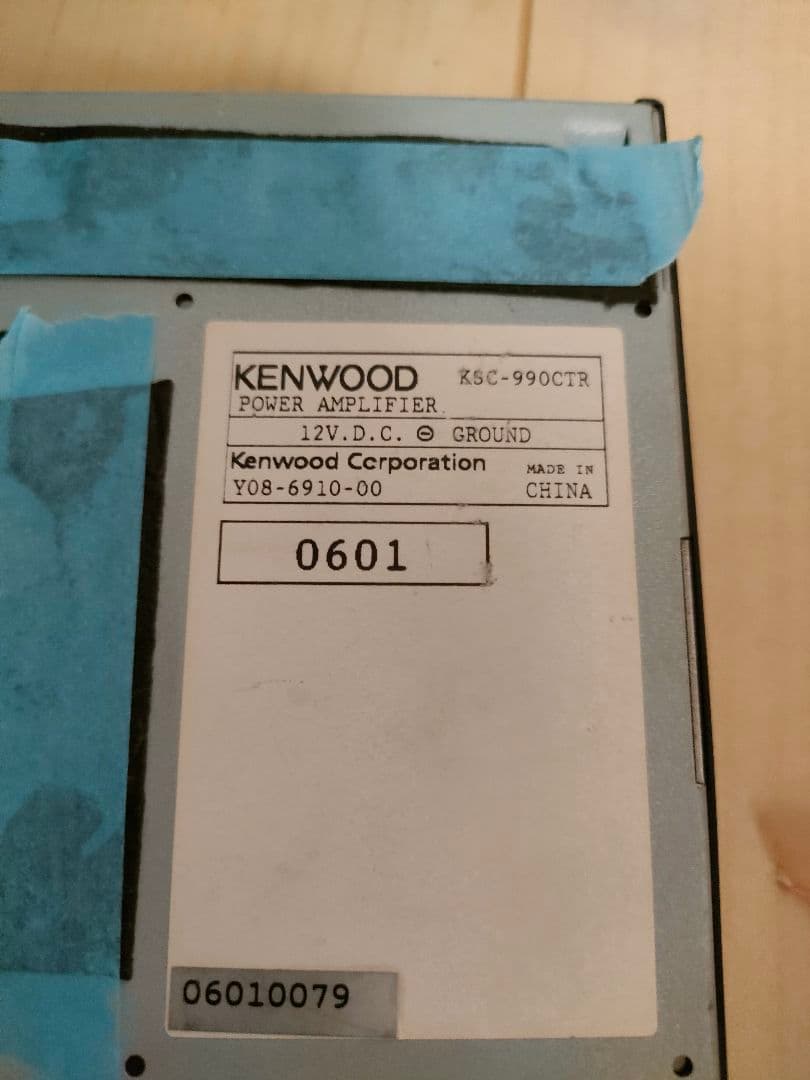 KENWOOD KSC-990CTR
POWER AMPLIFIER
12V.D.C. ⊖ GROUND
Kenwood Corporation MADE IN
Y08-6910-00 CHINA
0601
06010079